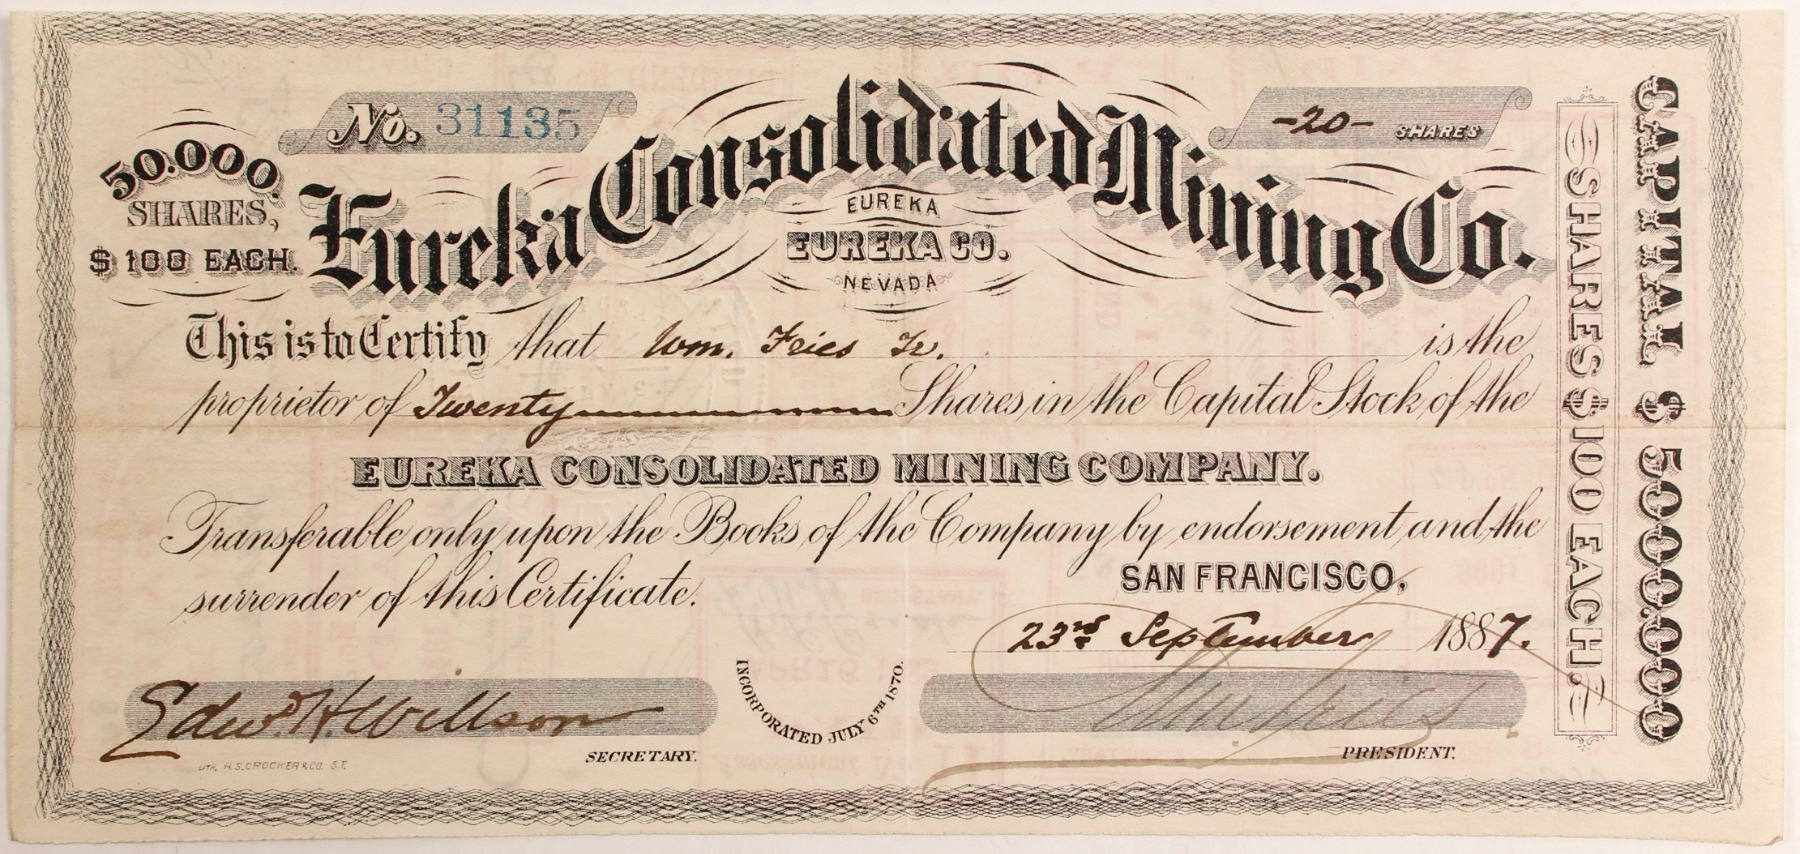 No. 31135
-20- SHARES
50.000.
SHARES,
$ 100 EACH.
Eureka Consolidated Mining Co.
EUREKA
EUREKA CO.
NEVADA
This is to Certify that Wm. Fries Jr. is the
proprietor of Twenty Shares in the Capital Stock of the
EUREKA CONSOLIDATED MINING COMPANY.
Transferable only upon the Books of the Company by endorsement and the
surrender of this Certificate.
SAN FRANCISCO,
23rd September 1887.
Edwd. H. Willson
SECRETARY.
INCORPORATED JULY 6TH 1870.
Wm. Fries
PRESIDENT.
LITH. H.S. CROCKER & CO. S.F.
SHARES $100 EACH.
CAPITAL $ 5000.000